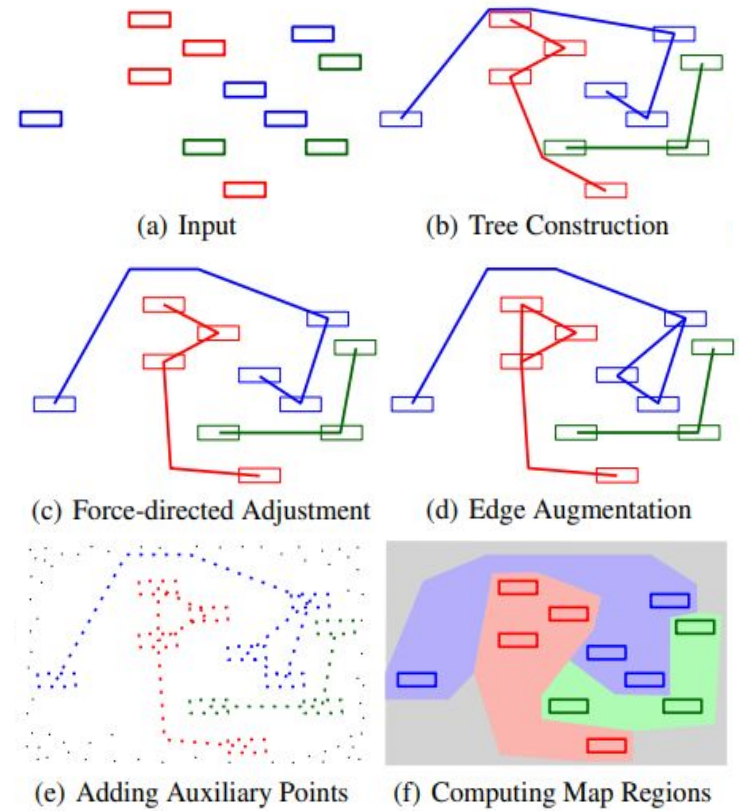 (a) Input
(b) Tree Construction
(c) Force-directed Adjustment
(d) Edge Augmentation
(e) Adding Auxiliary Points
(f) Computing Map Regions